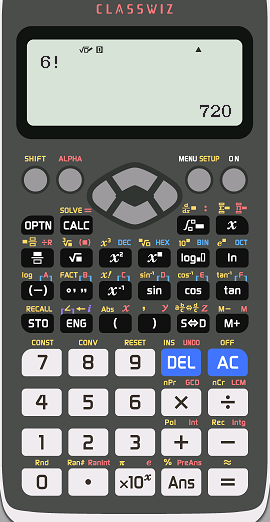 CLASSWIZ
√▱ D ▲
6!
720
SHIFT ALPHA MENU SETUP ON
SOLVE =
OPTN CALC
x³ DEC √▫ HEX 10▫ BIN e▫ OCT
√▫ x² x▫ log▫▫ ln
log A FACT B x! C sin⁻¹ D cos⁻¹ E tan⁻¹ F
(−) °,,, x⁻¹ sin cos tan
RECALL ∠ i Abs x , y a b/c Z M− M
STO ENG ( ) S⇔D M+
CONST CONV RESET INS UNDO OFF
7 8 9 DEL AC
nPr GCD nCr LCM
4 5 6 × ÷
Pol Int Rec Intg
1 2 3 + −
Rnd Ran# RanInt π e % PreAns ≈
0 • ×10ˣ Ans =